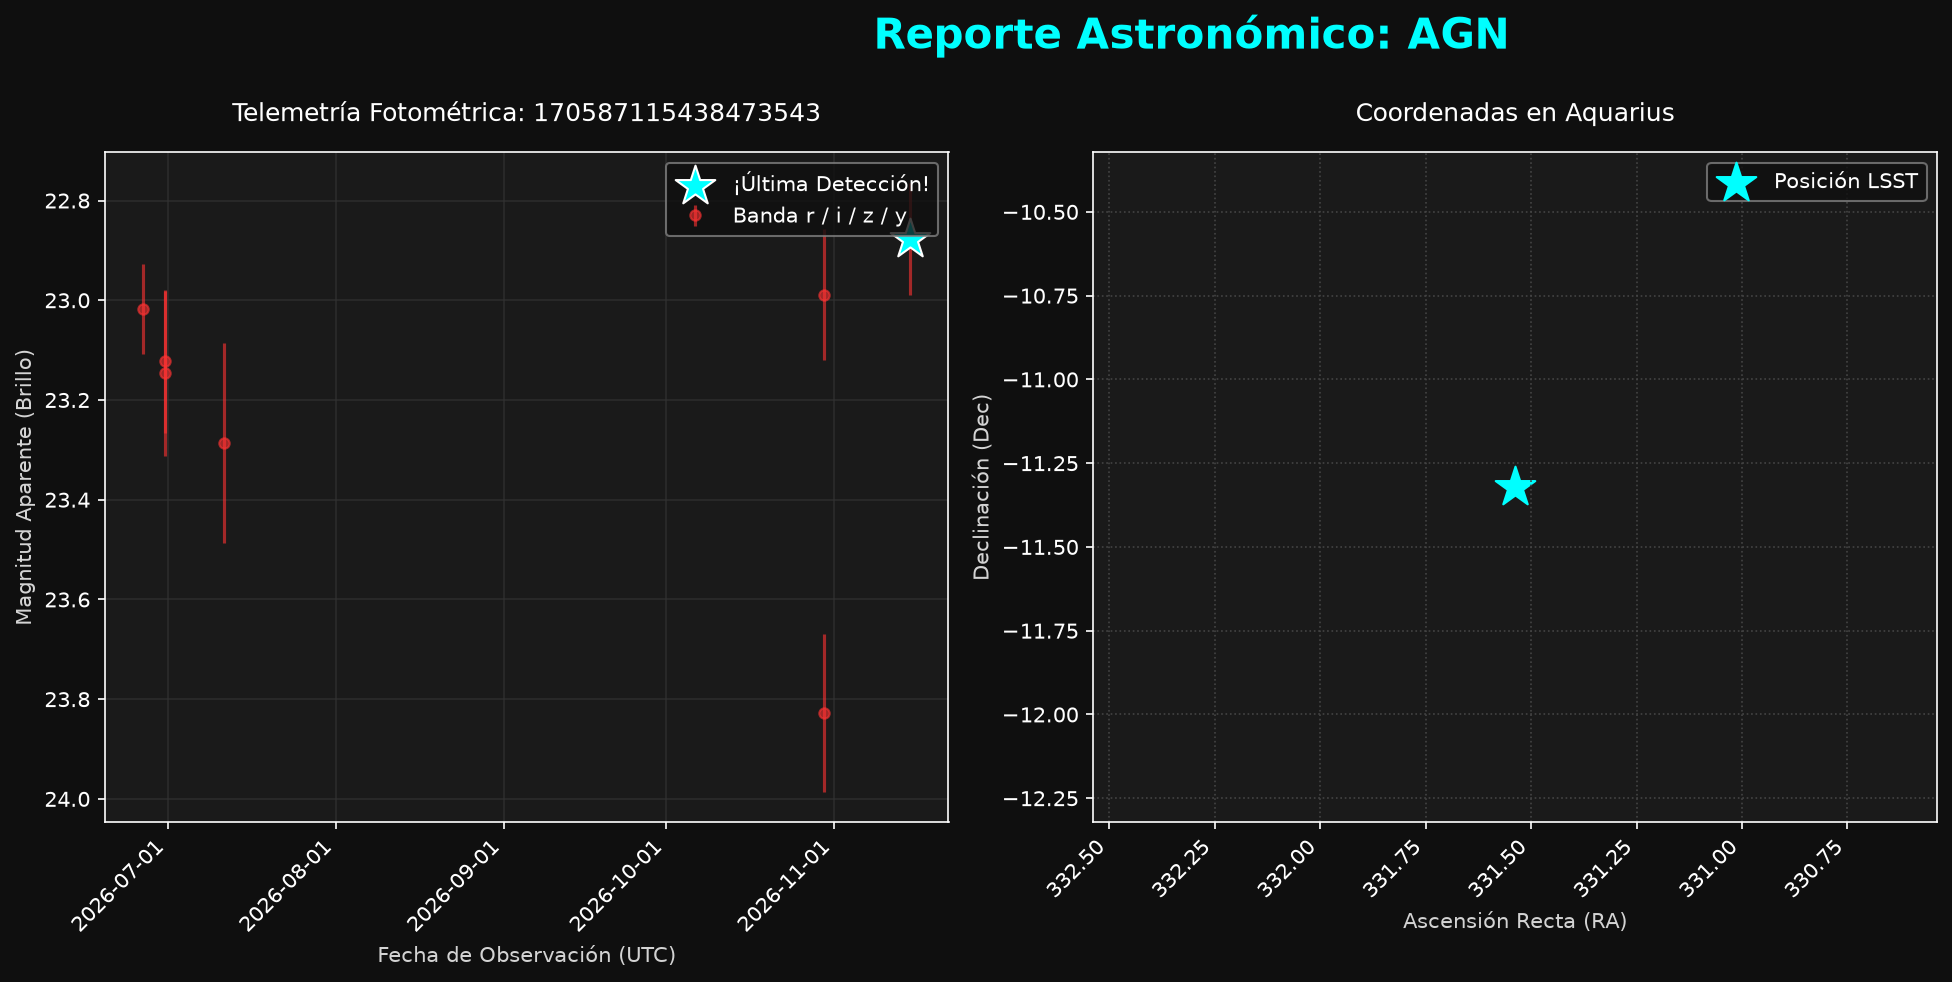 Reporte Astronómico: AGN
Telemetría Fotométrica: 170587115438473543
¡Última Detección!
Banda r / i / z / y
22.8
23.0
23.2
23.4
23.6
23.8
24.0
Magnitud Aparente (Brillo)
2026-07-01
2026-08-01
2026-09-01
2026-10-01
2026-11-01
Fecha de Observación (UTC)
Coordenadas en Aquarius
Posición LSST
−10.50
−10.75
−11.00
−11.25
−11.50
−11.75
−12.00
−12.25
Declinación (Dec)
332.50
332.25
332.00
331.75
331.50
331.25
331.00
330.75
Ascensión Recta (RA)